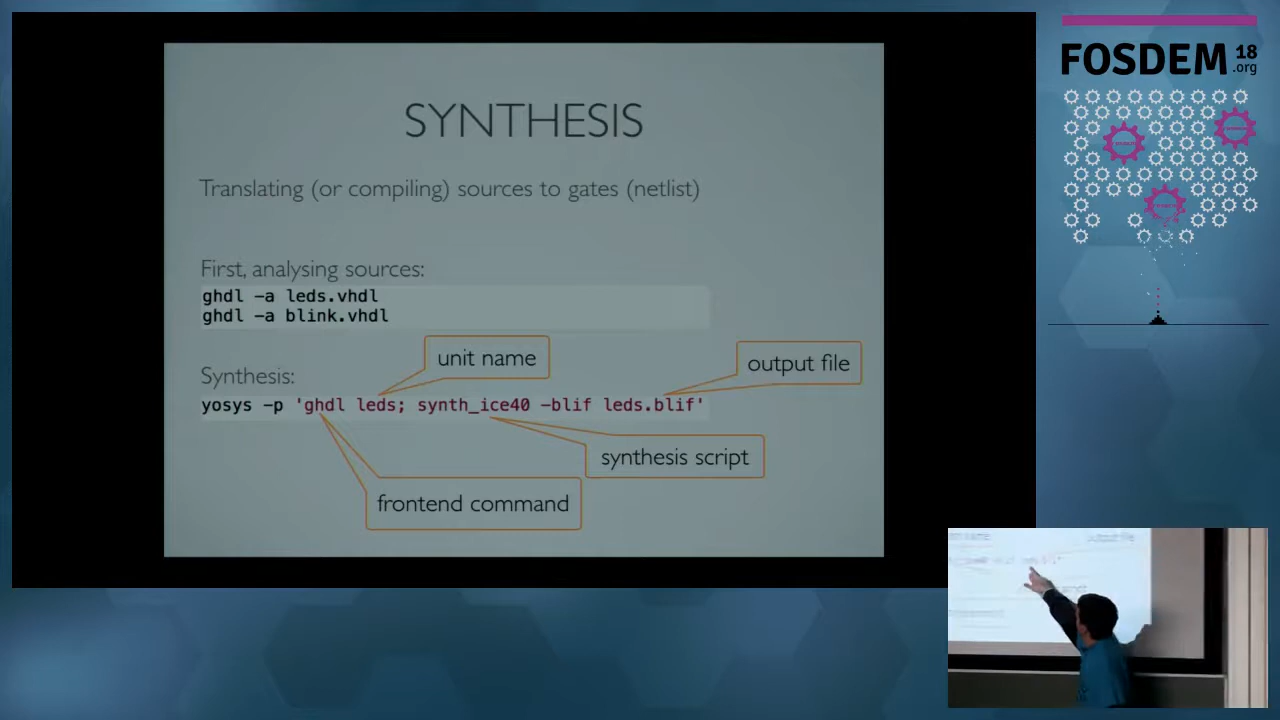 SYNTHESIS
Translating (or compiling) sources to gates (netlist)
First, analysing sources:
ghdl -a leds.vhdl
ghdl -a blink.vhdl
unit name
output file
Synthesis:
yosys -p 'ghdl leds; synth_ice40 -blif leds.blif'
synthesis script
frontend command
FOSDEM 18
.org